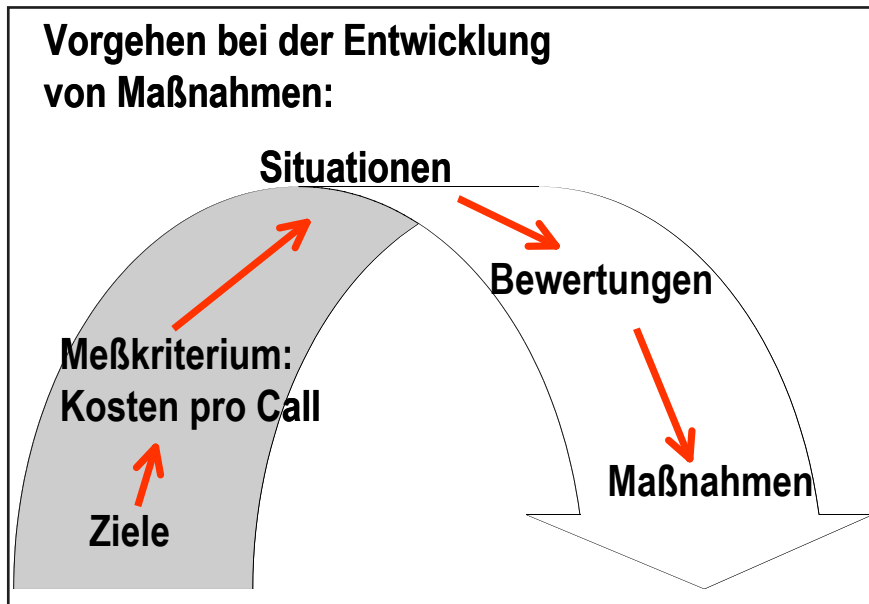 Vorgehen bei der Entwicklung
von Maßnahmen:
Situationen
Bewertungen
Meßkriterium:
Kosten pro Call
Maßnahmen
Ziele